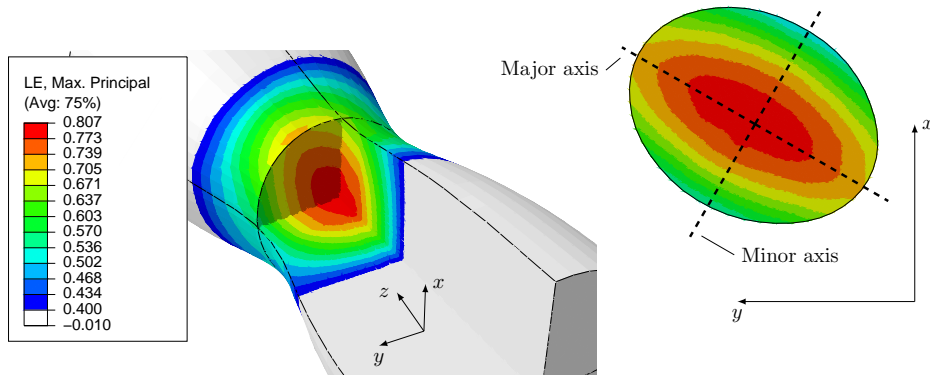 LE, Max. Principal
(Avg: 75%)
0.807
0.773
0.739
0.705
0.671
0.637
0.603
0.570
0.536
0.502
0.468
0.434
0.400
−0.010
z
x
y
Major axis
Minor axis
x
y